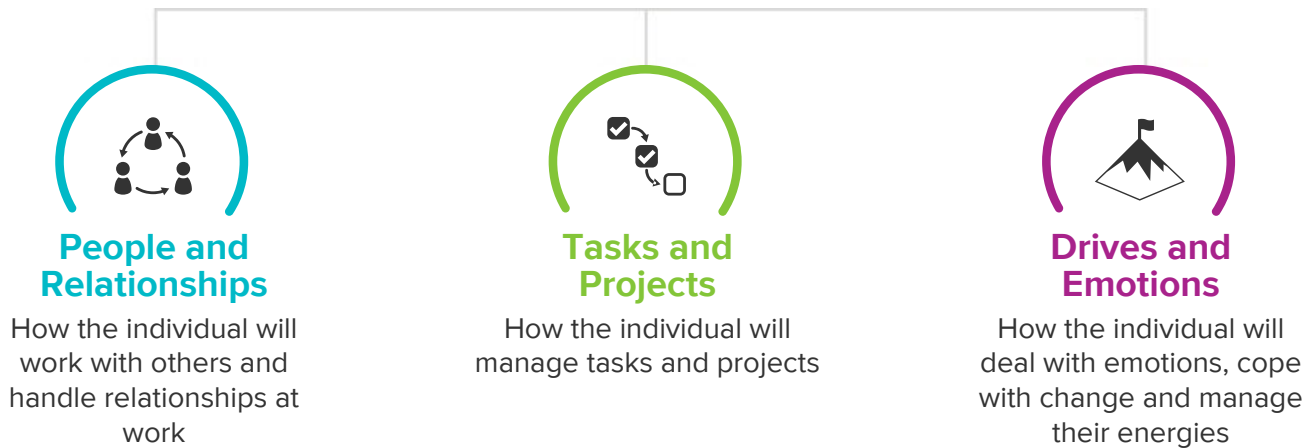 People and
Relationships
How the individual will
work with others and
handle relationships at
work
Tasks and
Projects
How the individual will
manage tasks and projects
Drives and
Emotions
How the individual will
deal with emotions, cope
with change and manage
their energies